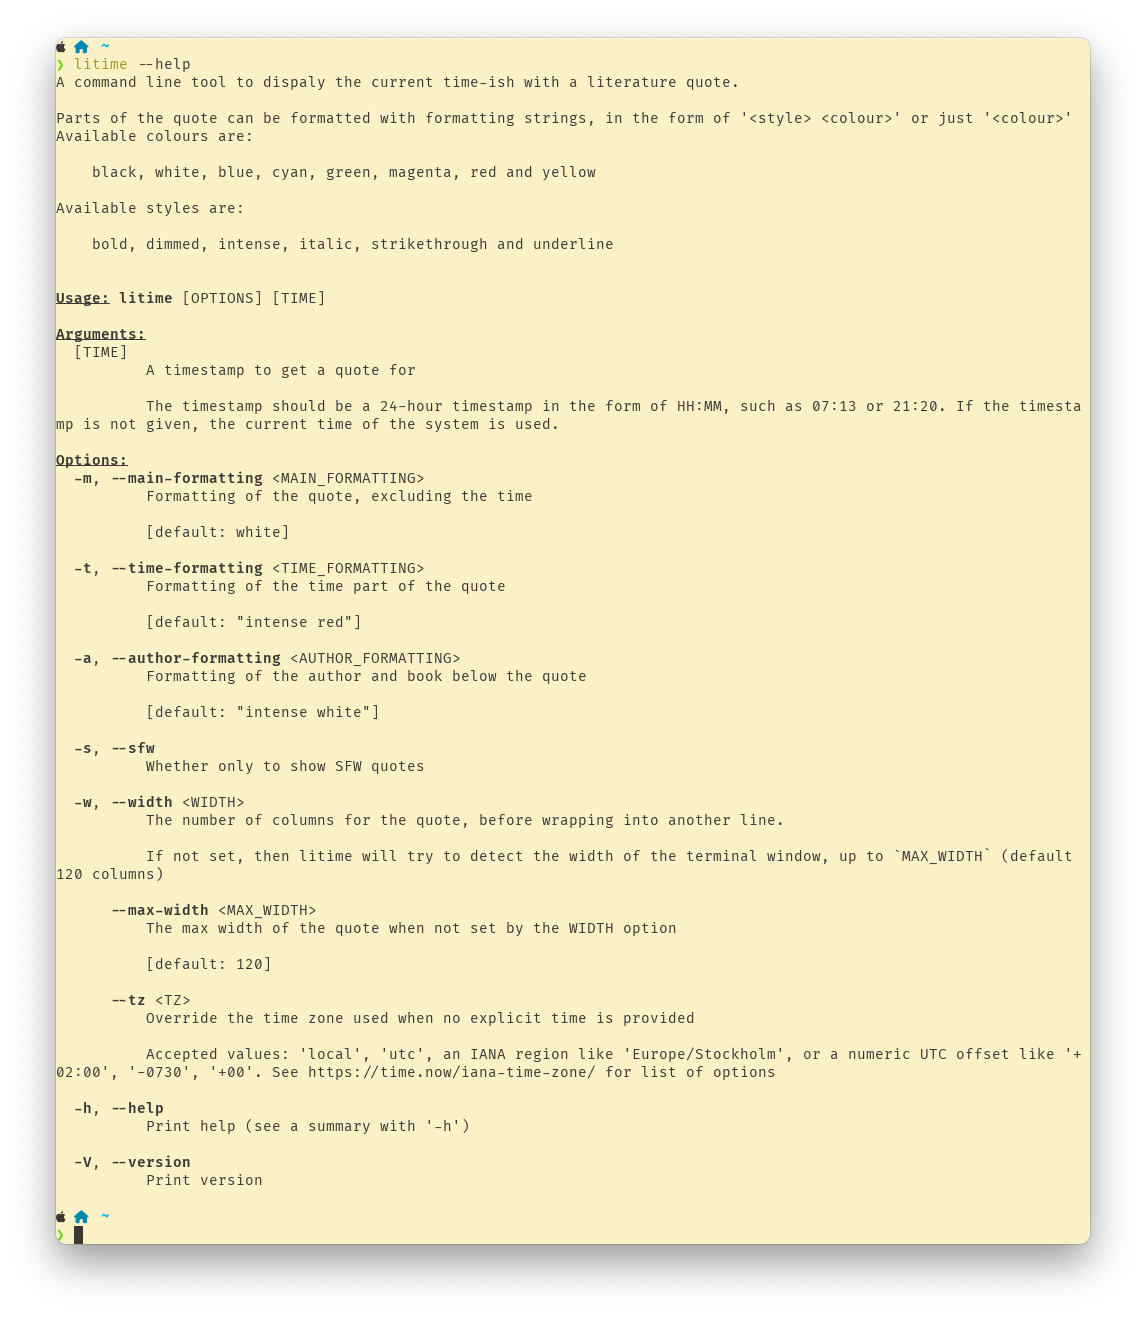 ~
❯ litime --help
A command line tool to dispaly the current time-ish with a literature quote.
Parts of the quote can be formatted with formatting strings, in the form of '<style> <colour>' or just '<colour>'
Available colours are:
black, white, blue, cyan, green, magenta, red and yellow
Available styles are:
bold, dimmed, intense, italic, strikethrough and underline
Usage: litime [OPTIONS] [TIME]
Arguments:
[TIME]
A timestamp to get a quote for
The timestamp should be a 24-hour timestamp in the form of HH:MM, such as 07:13 or 21:20. If the timesta
mp is not given, the current time of the system is used.
Options:
-m, --main-formatting <MAIN_FORMATTING>
Formatting of the quote, excluding the time
[default: white]
-t, --time-formatting <TIME_FORMATTING>
Formatting of the time part of the quote
[default: "intense red"]
-a, --author-formatting <AUTHOR_FORMATTING>
Formatting of the author and book below the quote
[default: "intense white"]
-s, --sfw
Whether only to show SFW quotes
-w, --width <WIDTH>
The number of columns for the quote, before wrapping into another line.
If not set, then litime will try to detect the width of the terminal window, up to `MAX_WIDTH` (default
120 columns)
--max-width <MAX_WIDTH>
The max width of the quote when not set by the WIDTH option
[default: 120]
--tz <TZ>
Override the time zone used when no explicit time is provided
Accepted values: 'local', 'utc', an IANA region like 'Europe/Stockholm', or a numeric UTC offset like '+
02:00', '-0730', '+00'. See https://time.now/iana-time-zone/ for list of options
-h, --help
Print help (see a summary with '-h')
-V, --version
Print version
~
❯